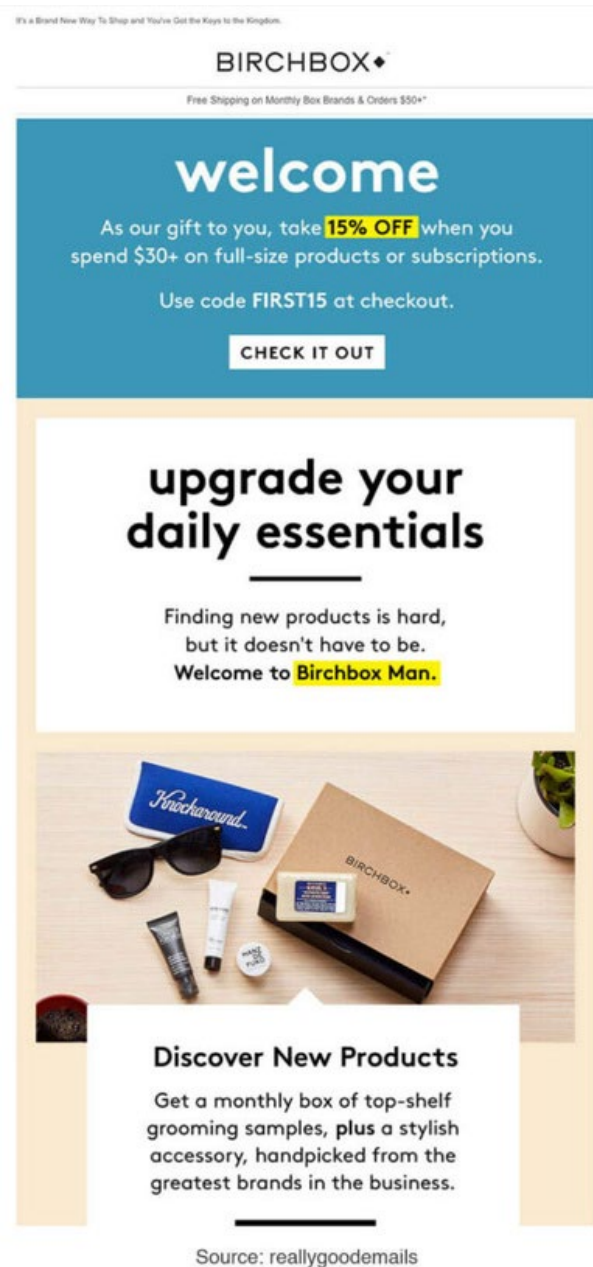 It's a Brand New Way To Shop and You've Got the Keys to the Kingdom.
BIRCHBOX
Free Shipping on Monthly Box Brands & Orders $50+*
welcome
As our gift to you, take 15% OFF when you
spend $30+ on full-size products or subscriptions.
Use code FIRST15 at checkout.
CHECK IT OUT
upgrade your
daily essentials
Finding new products is hard,
but it doesn't have to be.
Welcome to Birchbox Man.
Knockaround
BIRCHBOX
Discover New Products
Get a monthly box of top-shelf
grooming samples, plus a stylish
accessory, handpicked from the
greatest brands in the business.
Source: reallygoodemails